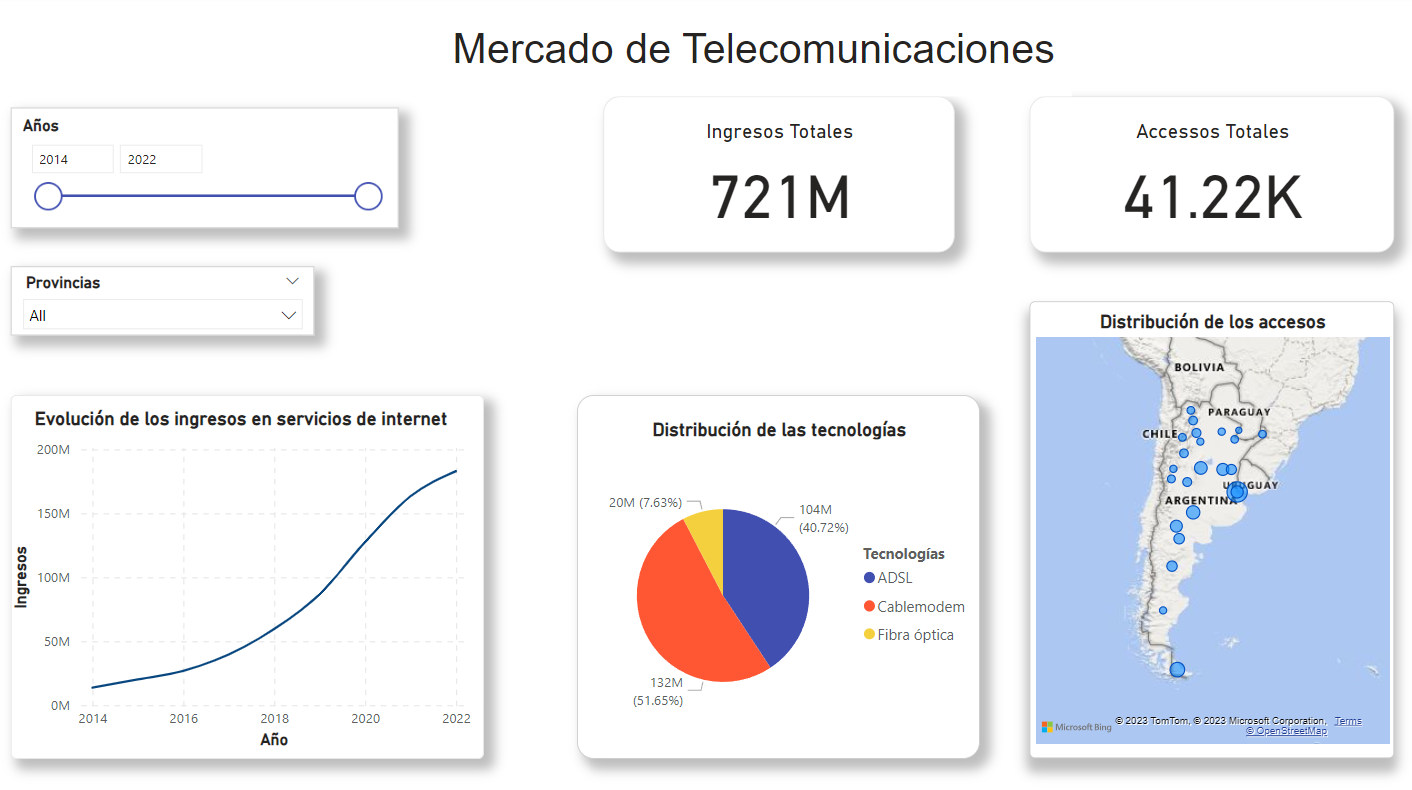 Mercado de Telecomunicaciones
Años
2014
2022
Ingresos Totales
721M
Accesos Totales
41.22K
Provincias
All
Distribución de los accesos
BOLIVIA
PARAGUAY
CHILE
URUGUAY
ARGENTINA
Microsoft Bing
© 2023 TomTom, © 2023 Microsoft Corporation, Terms
© OpenStreetMap
Evolución de los ingresos en servicios de internet
Ingresos
200M
150M
100M
50M
0M
2014
2016
2018
2020
2022
Año
Distribución de las tecnologías
20M (7.63%)
104M
(40.72%)
132M
(51.65%)
Tecnologías
ADSL
Cablemodem
Fibra óptica